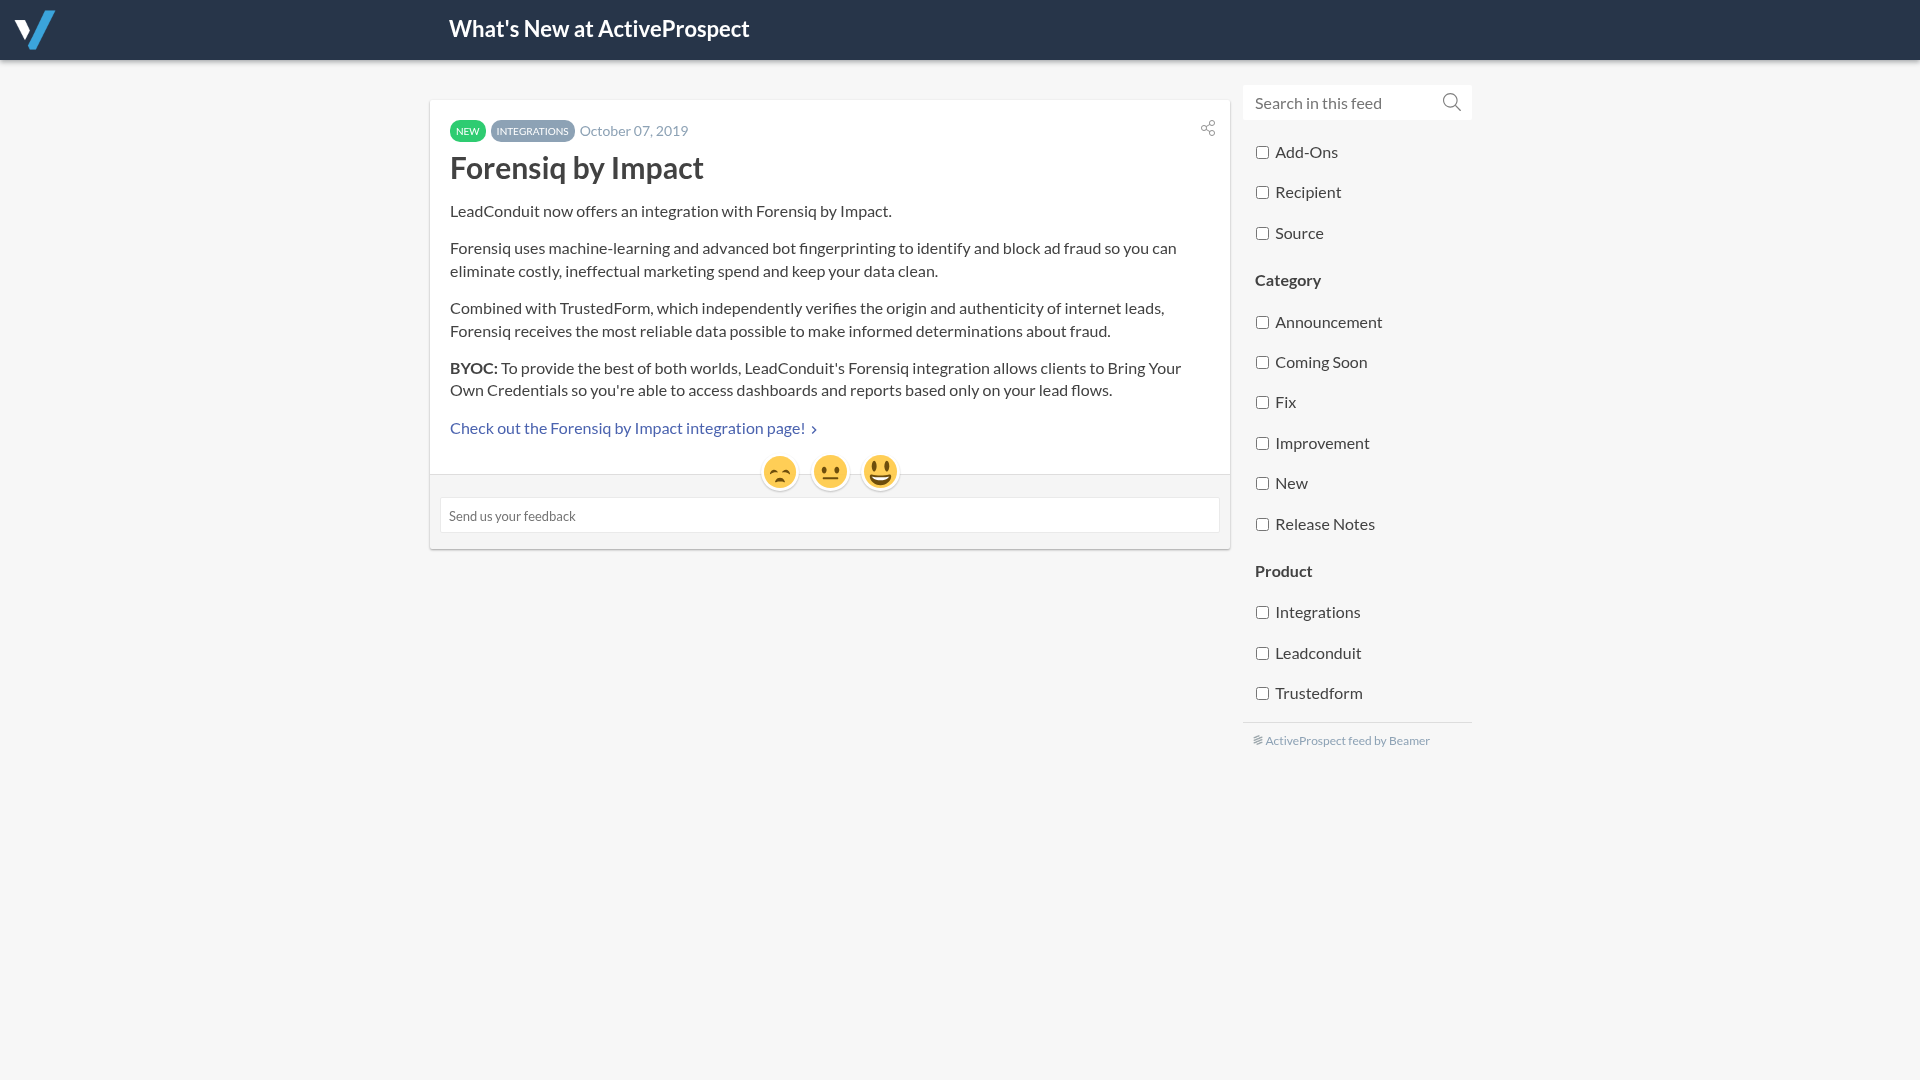 What's New at ActiveProspect
NEW INTEGRATIONS October 07, 2019
Forensiq by Impact
LeadConduit now offers an integration with Forensiq by Impact.
Forensiq uses machine-learning and advanced bot fingerprinting to identify and block ad fraud so you can
eliminate costly, ineffectual marketing spend and keep your data clean.
Combined with TrustedForm, which independently verifies the origin and authenticity of internet leads,
Forensiq receives the most reliable data possible to make informed determinations about fraud.
BYOC: To provide the best of both worlds, LeadConduit's Forensiq integration allows clients to Bring Your
Own Credentials so you're able to access dashboards and reports based only on your lead flows.
Check out the Forensiq by Impact integration page!
Send us your feedback
Search in this feed
Add-Ons
Recipient
Source
Category
Announcement
Coming Soon
Fix
Improvement
New
Release Notes
Product
Integrations
Leadconduit
Trustedform
ActiveProspect feed by Beamer